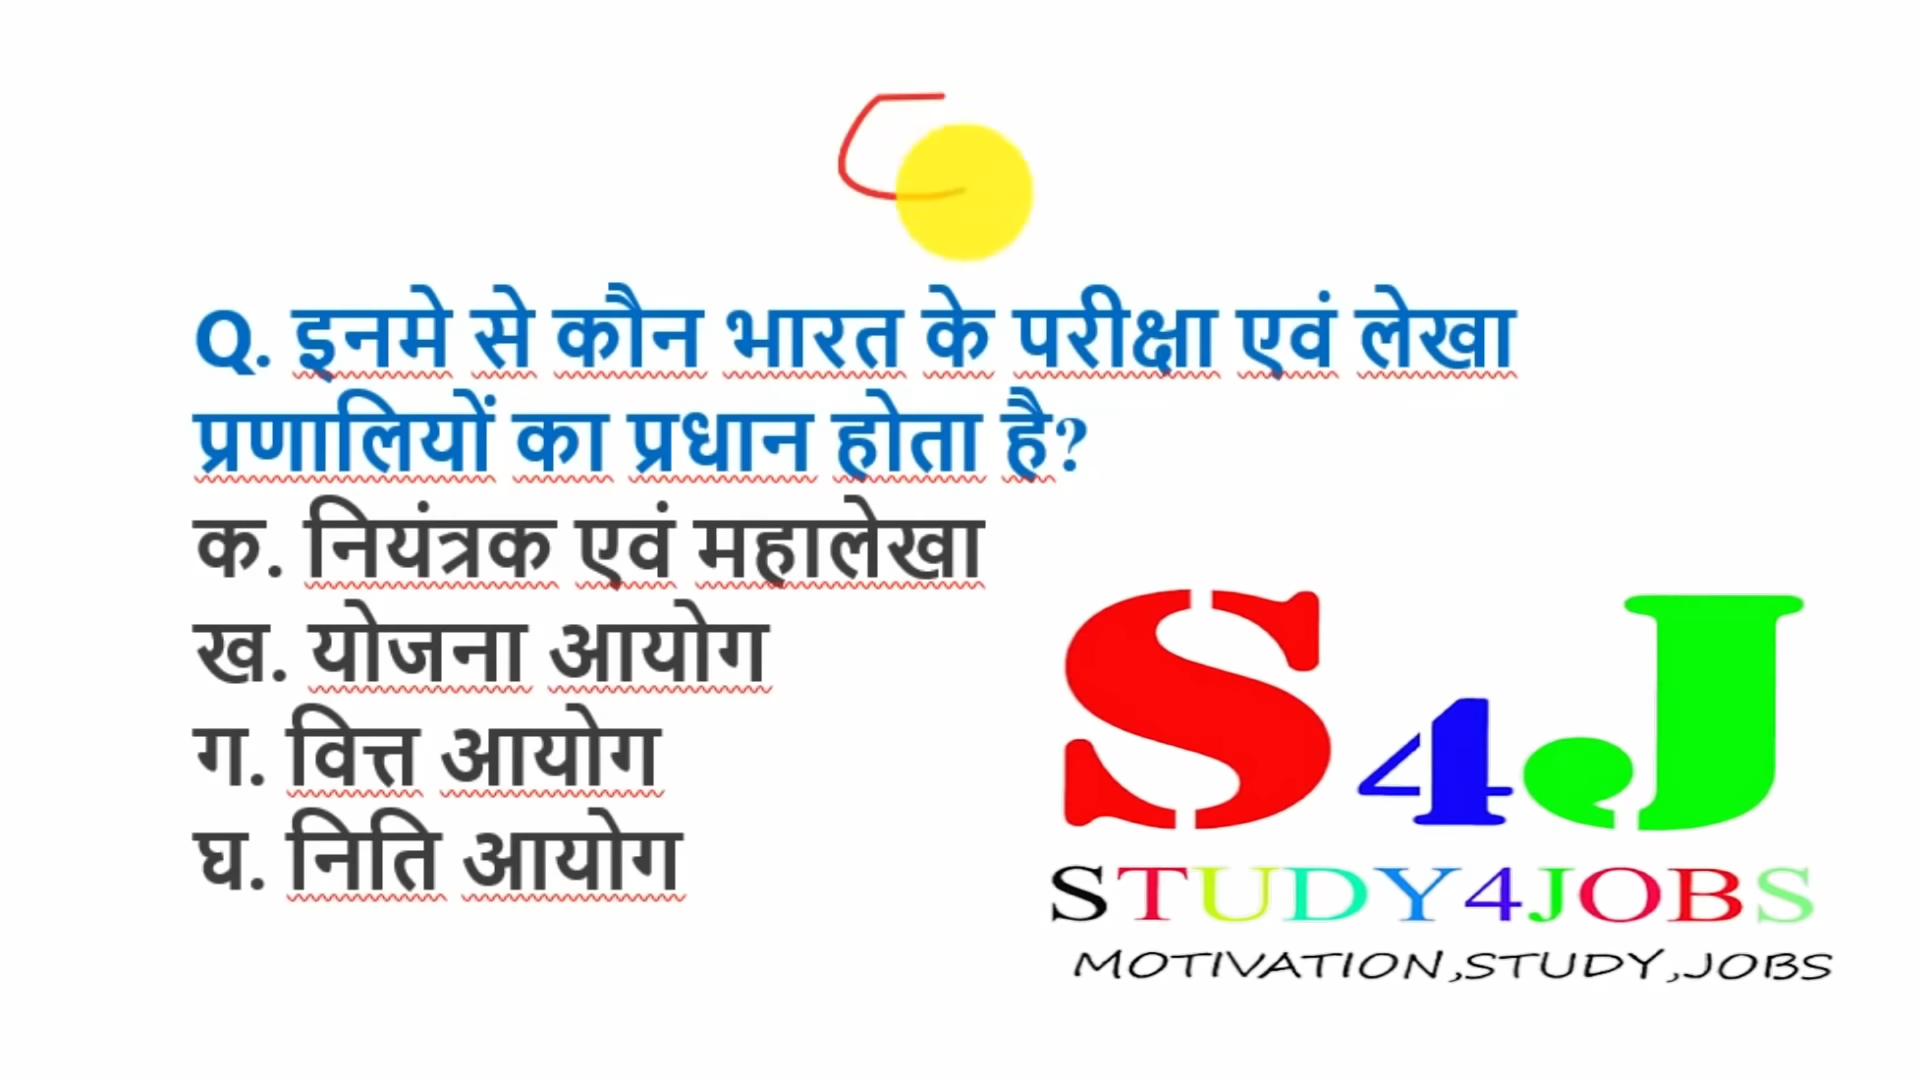 Q. इनमे से कौन भारत के परीक्षा एवं लेखा
प्रणालियों का प्रधान होता है?
क. नियंत्रक एवं महालेखा
ख. योजना आयोग
ग. वित्त आयोग
घ. निति आयोग
S4J
STUDY4JOBS
MOTIVATION,STUDY,JOBS